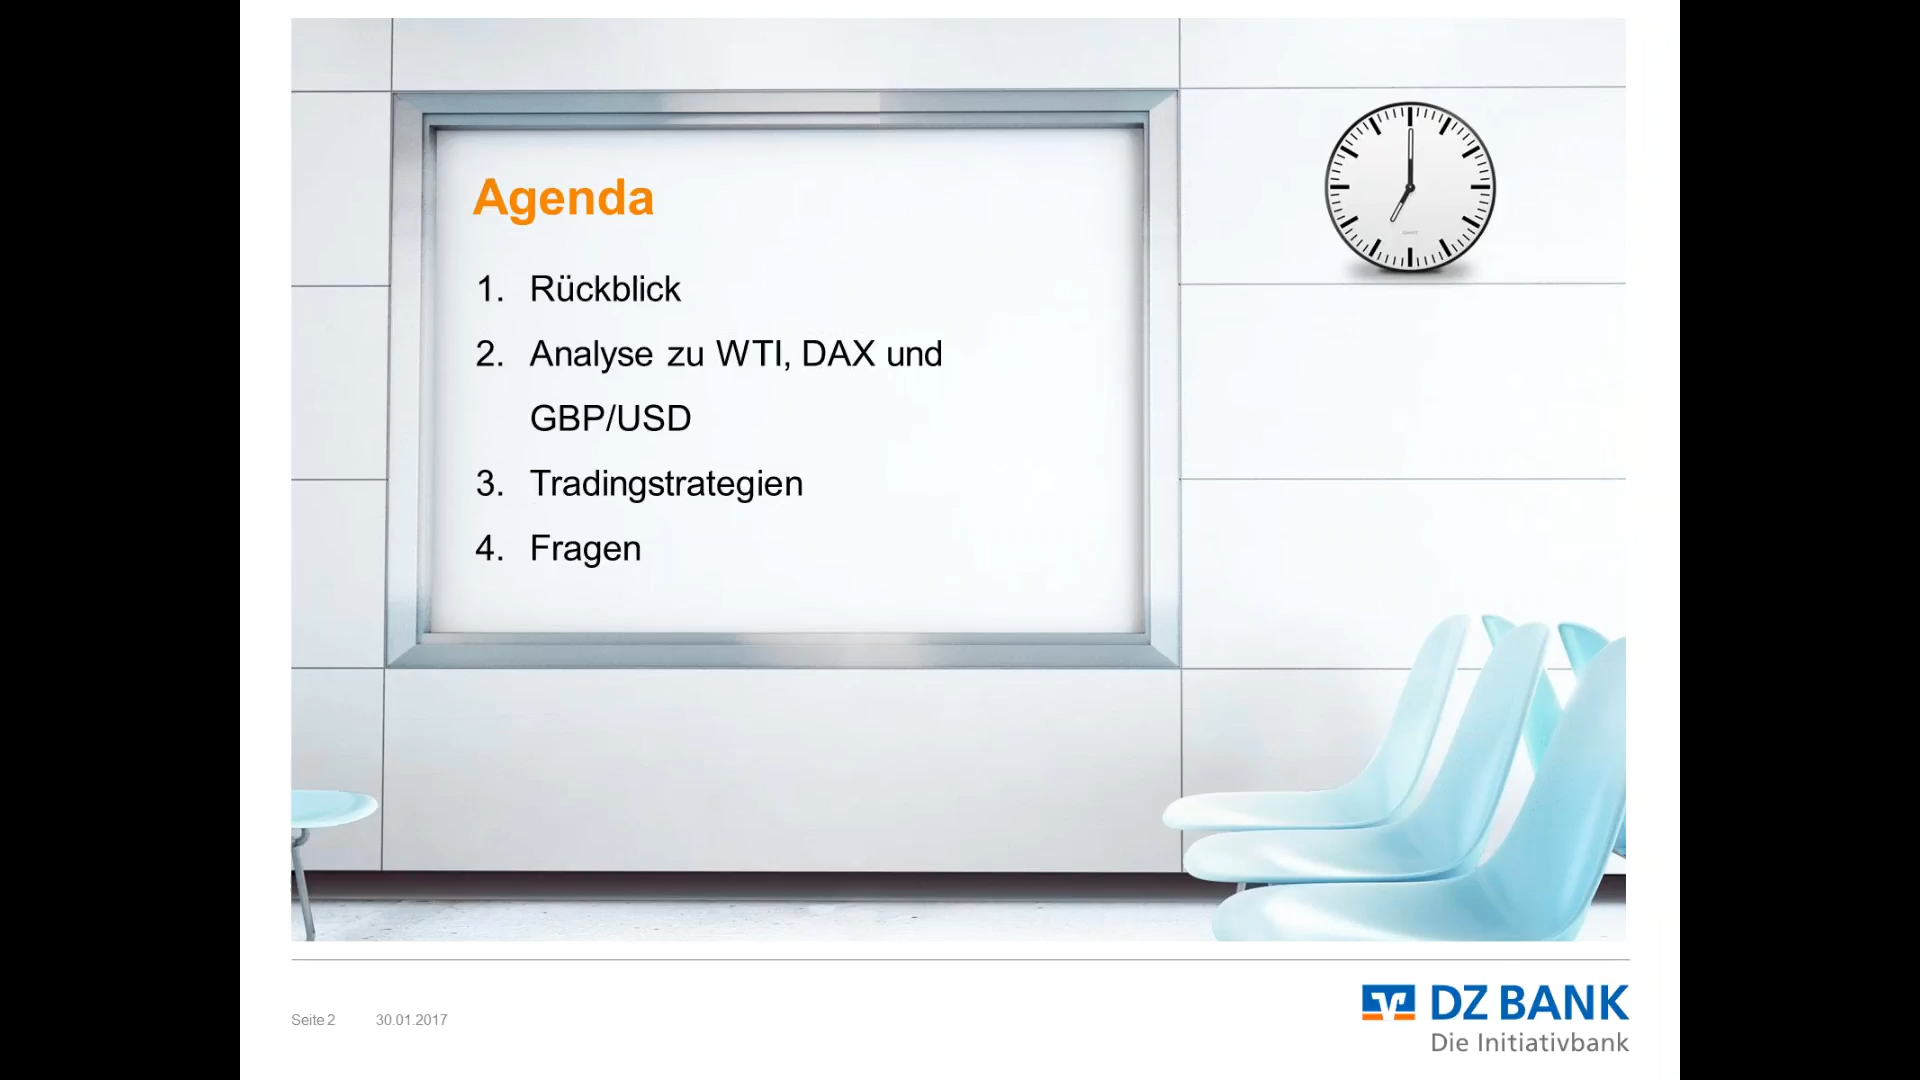 Agenda
1. Rückblick
2. Analyse zu WTI, DAX und
GBP/USD
3. Tradingstrategien
4. Fragen
Seite 2 30.01.2017
DZ BANK
Die Initiativbank